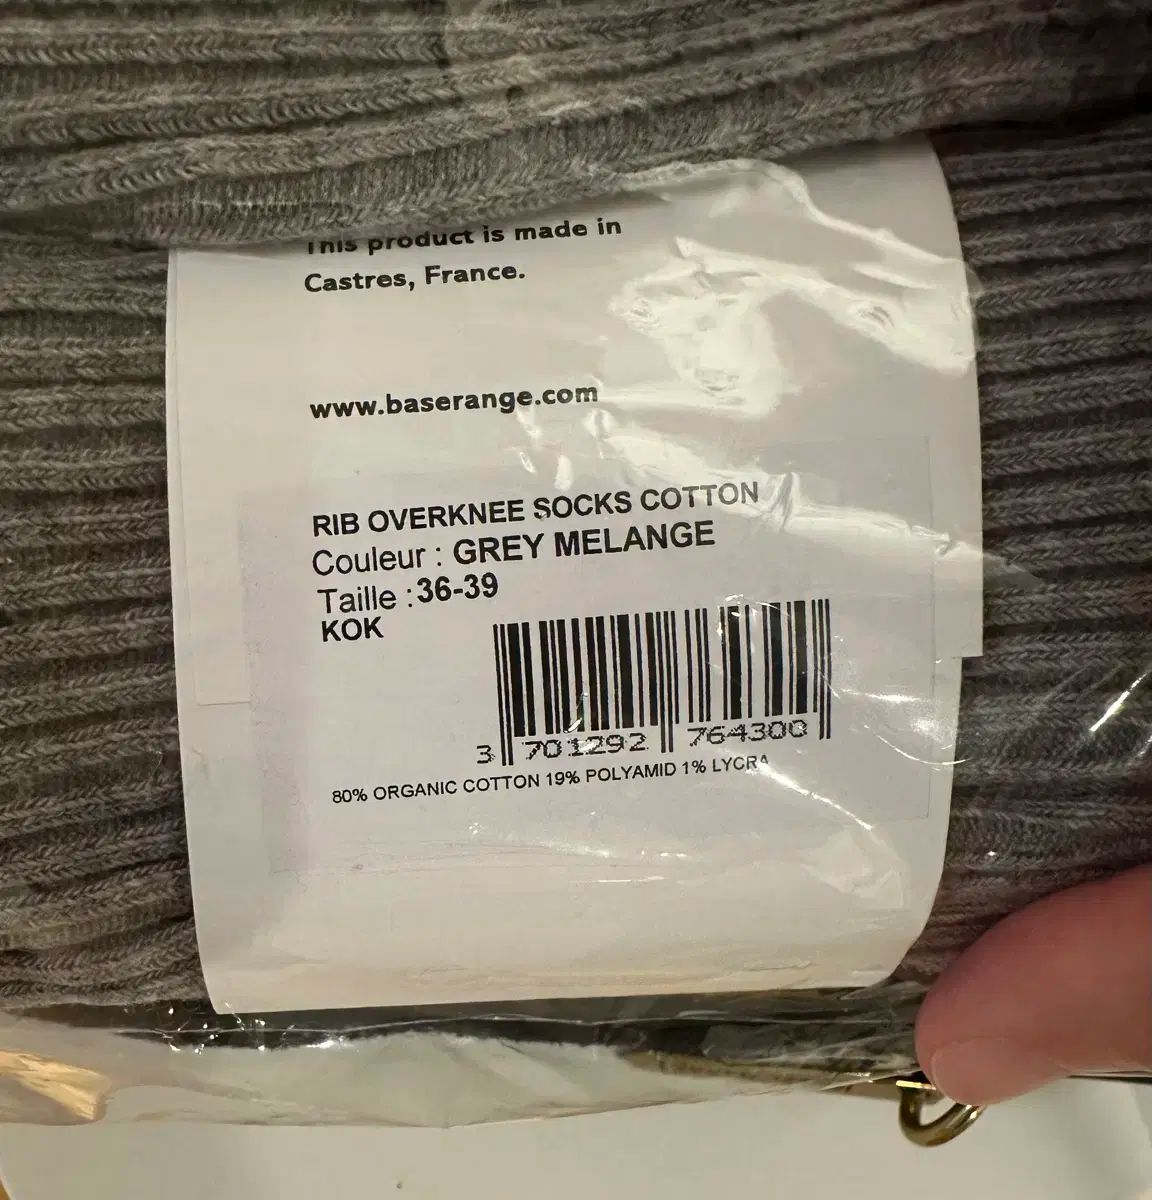 This product is made in
Castres, France.
www.baserange.com
RIB OVERKNEE SOCKS COTTON
Couleur : GREY MELANGE
Taille : 36-39
KOK
3 701292 764300
80% ORGANIC COTTON 19% POLYAMID 1% LYCRA